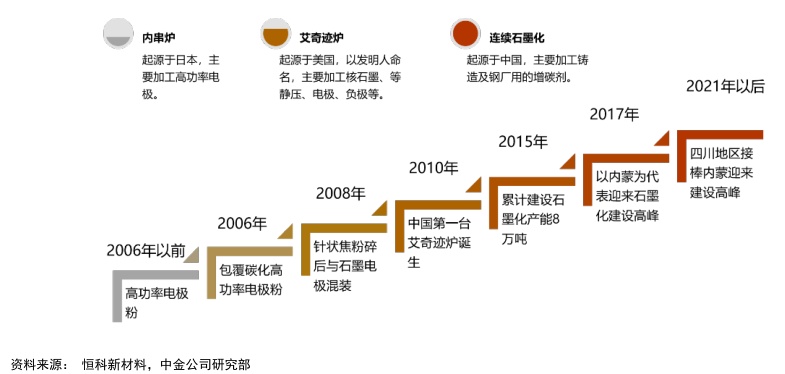 内串炉
起源于日本，主
要加工高功率电
极。
艾奇迹炉
起源于美国，以发明人命
名，主要加工核石墨、等
静压、电极、负极等。
连续石墨化
起源于中国，主要加工铸
造及钢厂用的增碳剂。
2006年以前
高功率电极
粉
2006年
包覆碳化高
功率电极粉
2008年
针状焦粉碎
后与石墨电
极混装
2010年
中国第一台
艾奇迹炉诞
生
2015年
累计建设石
墨化产能8
万吨
2017年
以内蒙为代
表迎来石墨
化建设高峰
2021年以后
四川地区接
棒内蒙迎来
建设高峰
资料来源： 恒科新材料，中金公司研究部